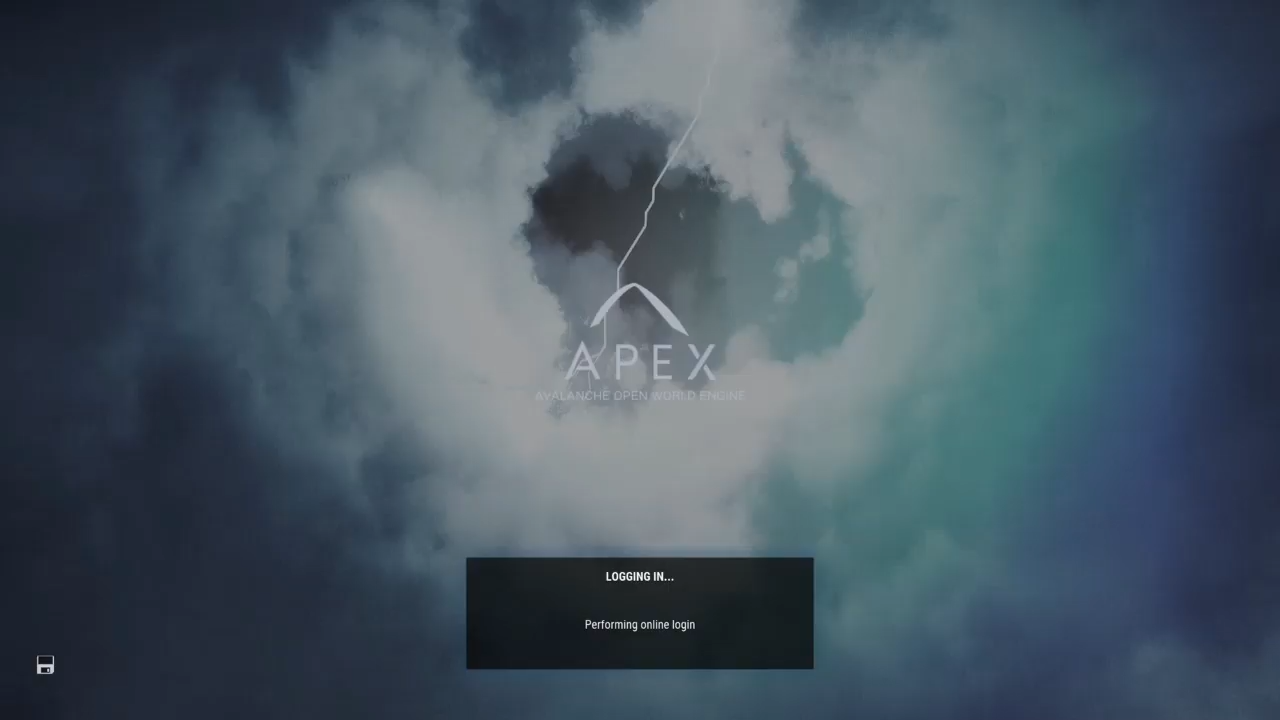 APEX
AVALANCHE OPEN WORLD ENGINE
LOGGING IN...
Performing online login